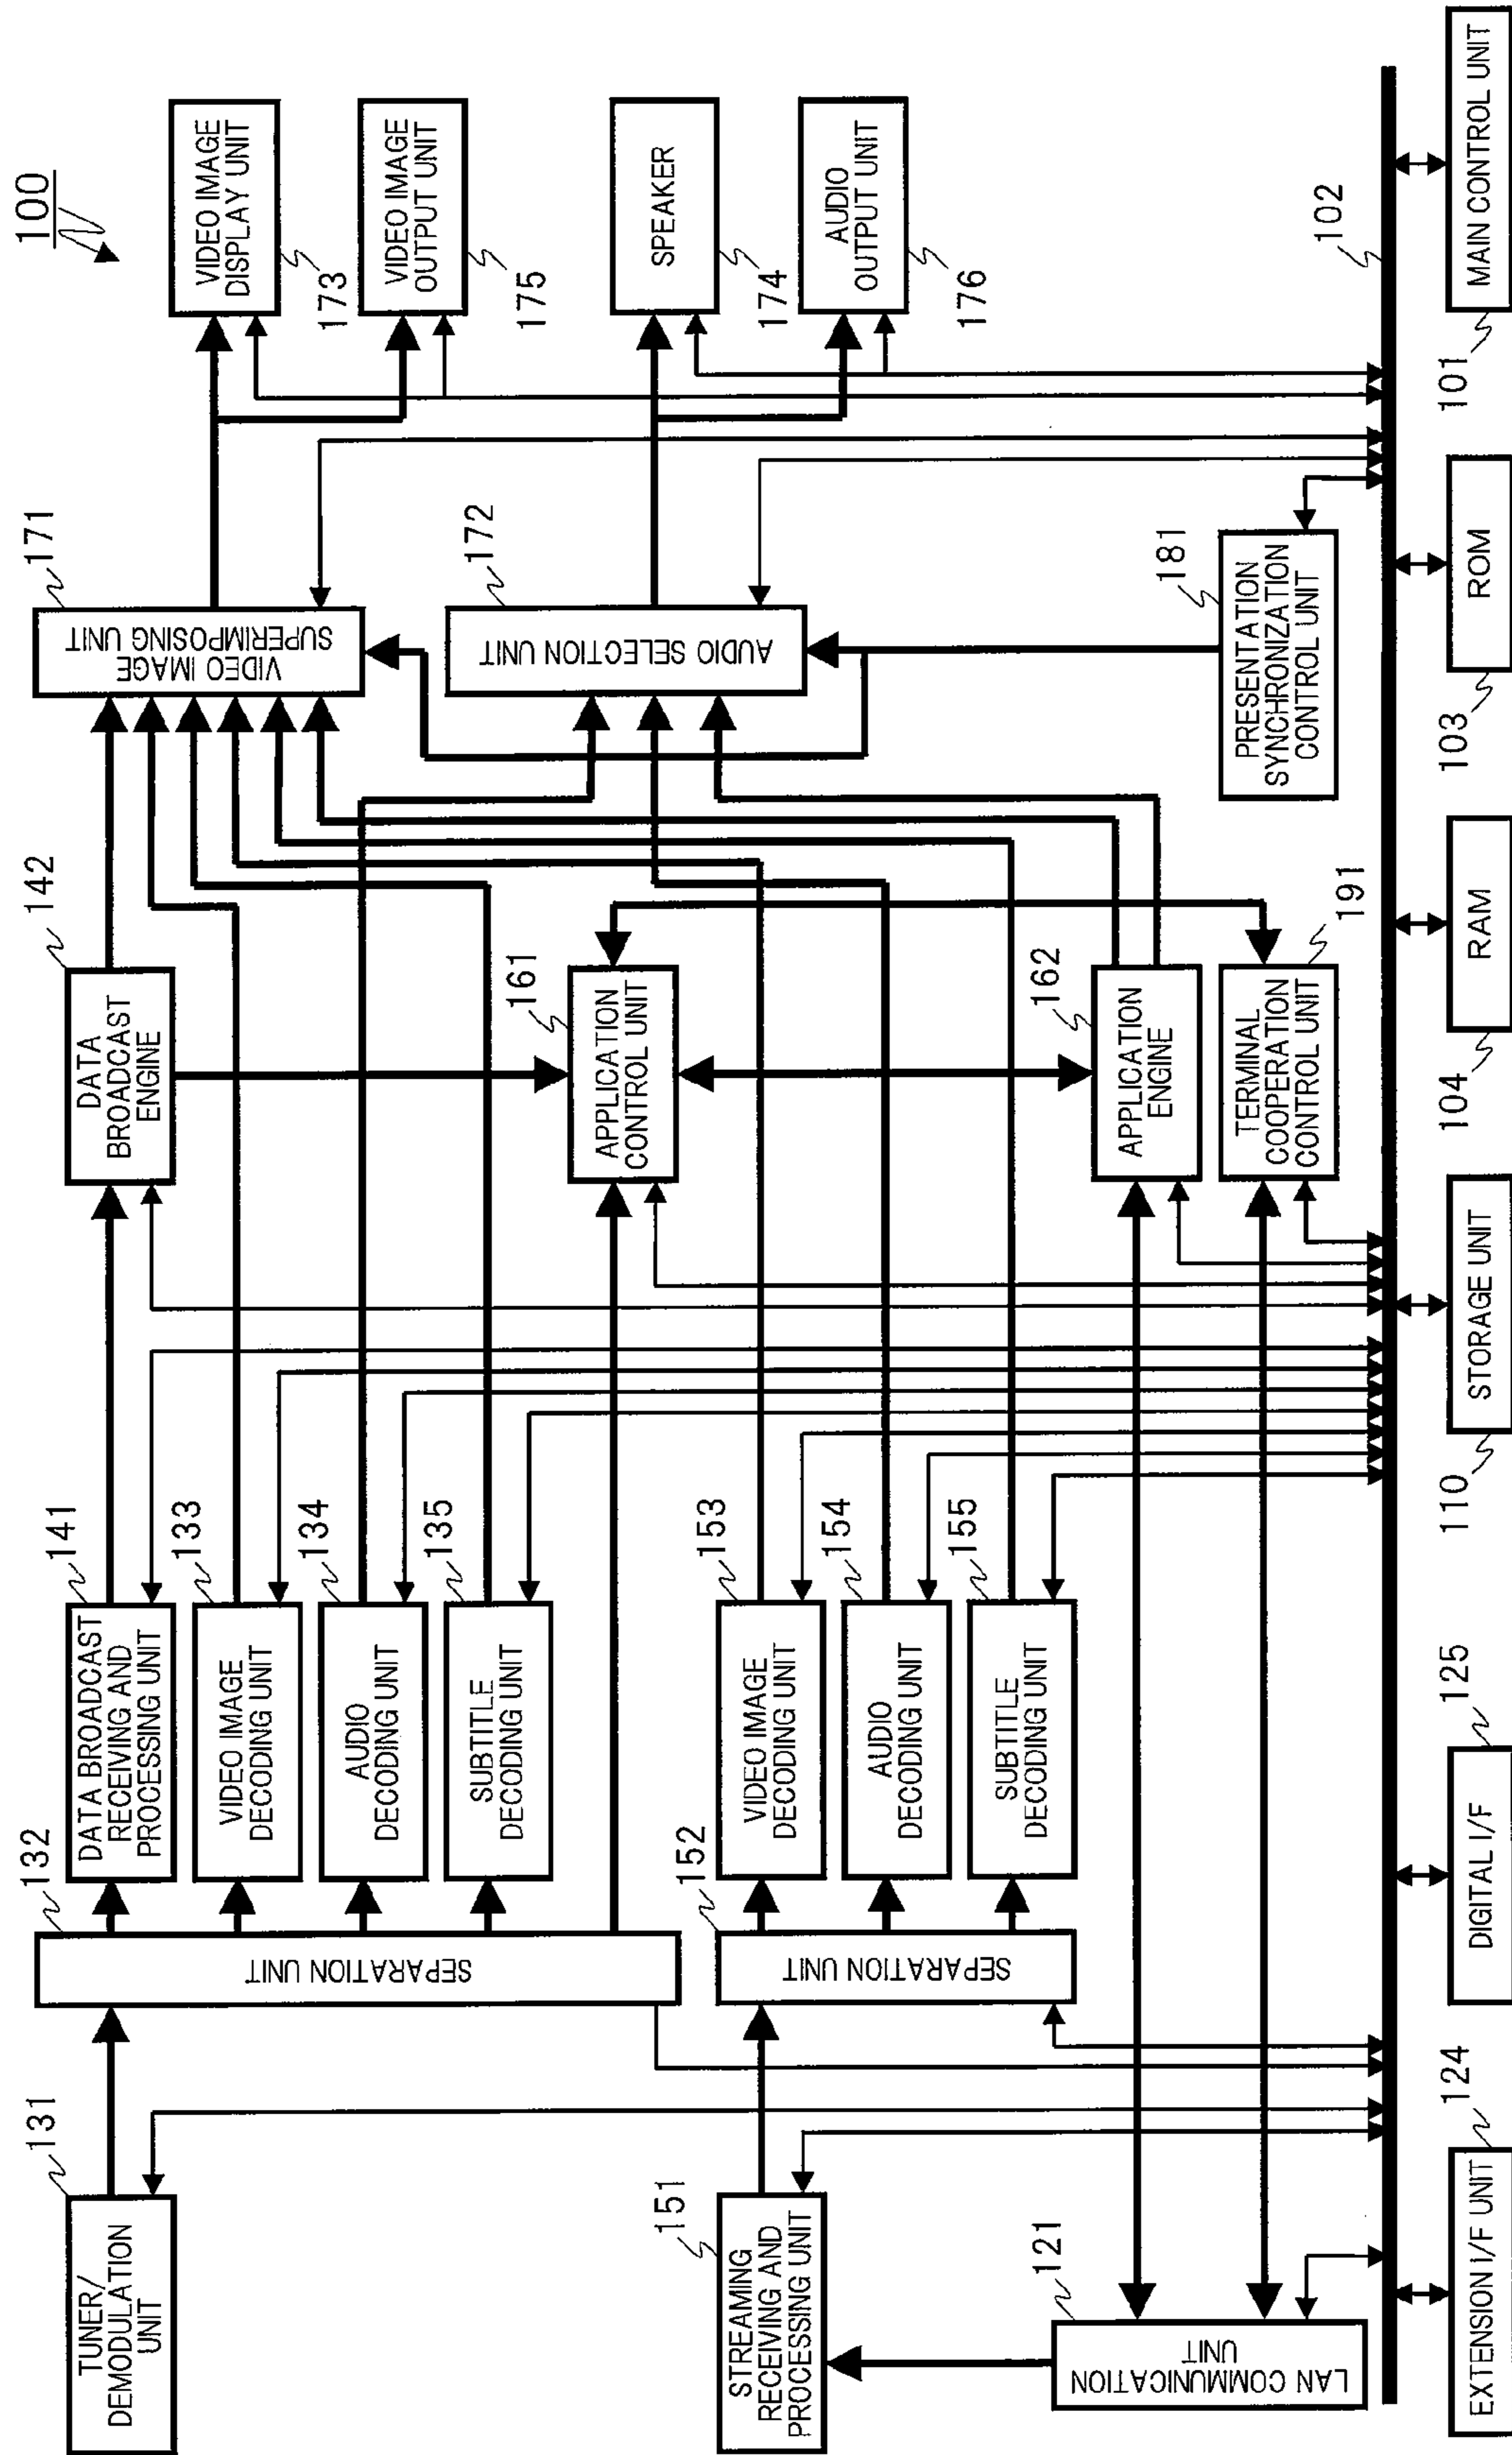 100
TUNER/
DEMODULATION
UNIT
131
SEPARATION UNIT
132
DATA BROADCAST
RECEIVING AND
PROCESSING UNIT
141
VIDEO IMAGE
DECODING UNIT
133
AUDIO
DECODING UNIT
134
SUBTITLE
DECODING UNIT
135
DATA
BROADCAST
ENGINE
142
VIDEO IMAGE
SUPERIMPOSING UNIT
171
VIDEO IMAGE
DISPLAY UNIT
173
VIDEO IMAGE
OUTPUT UNIT
175
STREAMING
RECEIVING AND
PROCESSING UNIT
151
SEPARATION UNIT
152
VIDEO IMAGE
DECODING UNIT
153
AUDIO
DECODING UNIT
154
SUBTITLE
DECODING UNIT
155
APPLICATION
CONTROL UNIT
161
AUDIO SELECTION UNIT
172
SPEAKER
174
AUDIO
OUTPUT UNIT
176
LAN COMMUNICATION
UNIT
121
APPLICATION
ENGINE
162
TERMINAL
COOPERATION
CONTROL UNIT
191
PRESENTATION
SYNCHRONIZATION
CONTROL UNIT
181
102
EXTENSION I/F UNIT
124
DIGITAL I/F
125
STORAGE UNIT
110
RAM
104
ROM
103
MAIN CONTROL UNIT
101